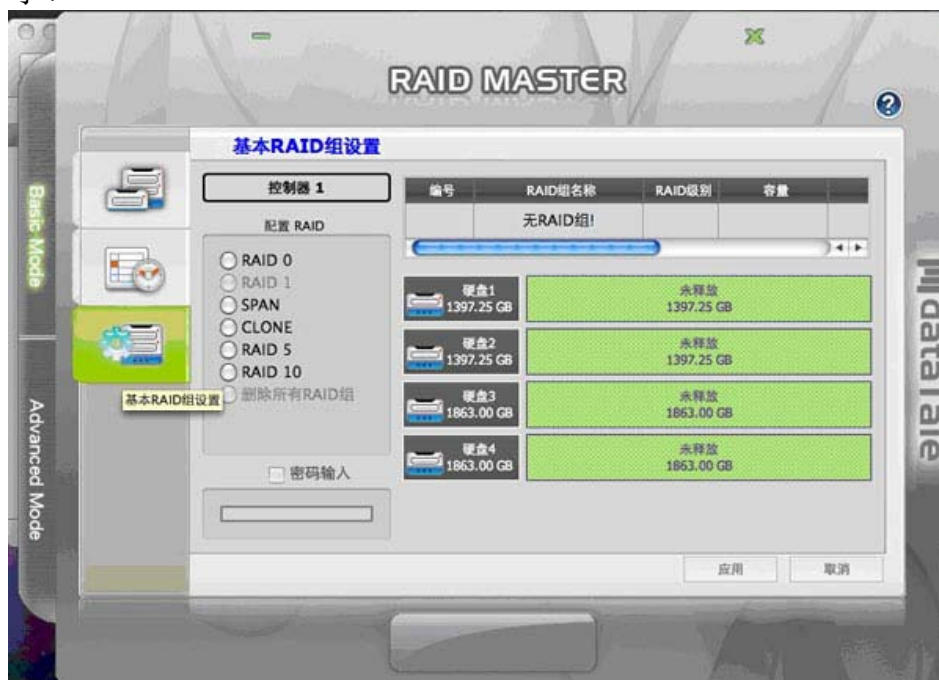 RAID MASTER
?
Basic Mode
Advanced Mode
基本RAID组设置
控制器 1
配置 RAID
RAID 0
RAID 1
SPAN
CLONE
RAID 5
RAID 10
删除所有RAID组
基本RAID组设置
密码输入
编号 RAID组名称 RAID级别 容量
无RAID组!
硬盘1
1397.25 GB
未释放
1397.25 GB
硬盘2
1397.25 GB
未释放
1397.25 GB
硬盘3
1863.00 GB
未释放
1863.00 GB
硬盘4
1863.00 GB
未释放
1863.00 GB
应用 取消
dataTale